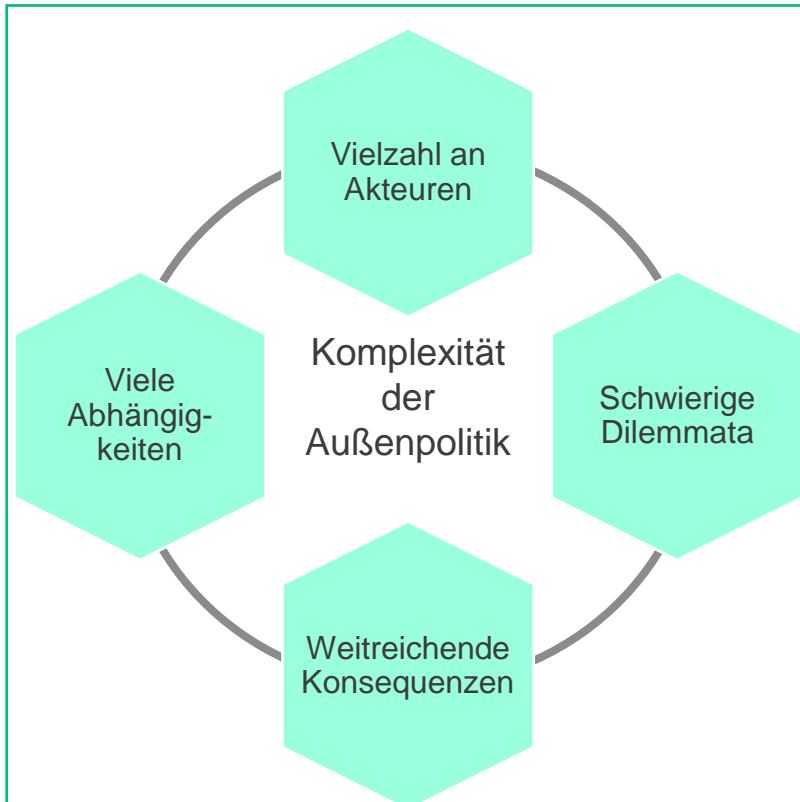 Vielzahl an
Akteuren
Komplexität
der
Außenpolitik
Viele
Abhängig-
keiten
Schwierige
Dilemmata
Weitreichende
Konsequenzen